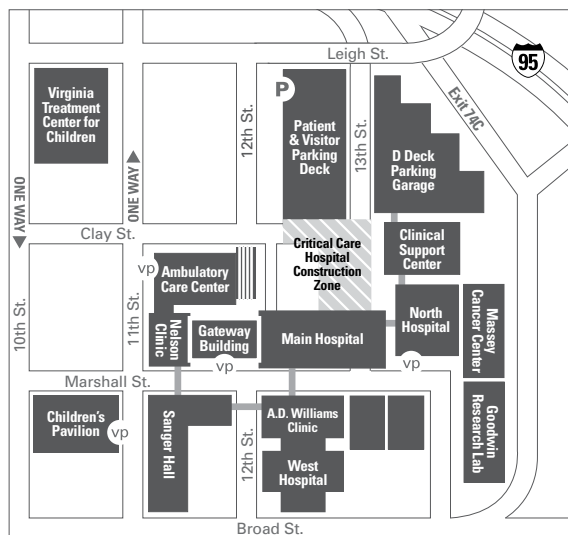 Leigh St.
95
Exit 74C
Virginia
Treatment
Center for
Children
12th St.
P
Patient
& Visitor
Parking
Deck
13th St.
D Deck
Parking
Garage
ONE WAY
ONE WAY
Clay St.
Critical Care
Hospital
Construction
Zone
Clinical
Support
Center
vp
Ambulatory
Care Center
10th St.
11th St.
Nelson
Clinic
Gateway
Building
Main Hospital
North
Hospital
Massey
Cancer Center
vp
vp
Marshall St.
Children's
Pavilion
vp
Sanger Hall
12th St.
A.D. Williams
Clinic
West
Hospital
Goodwin
Research Lab
Broad St.